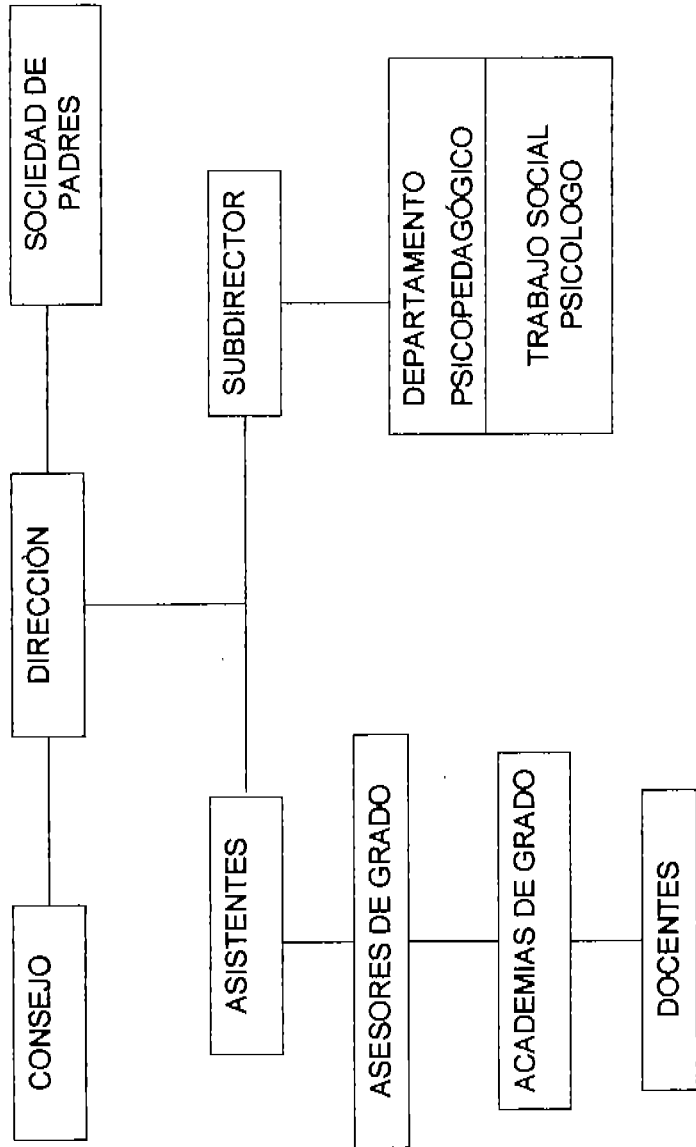 CONSEJO
DIRECCIÒN
SOCIEDAD DE
PADRES
ASISTENTES
SUBDIRECTOR
ASESORES DE GRADO
DEPARTAMENTO
PSICOPEDAGÓGICO
TRABAJO SOCIAL
PSICOLOGO
ACADEMIAS DE GRADO
DOCENTES